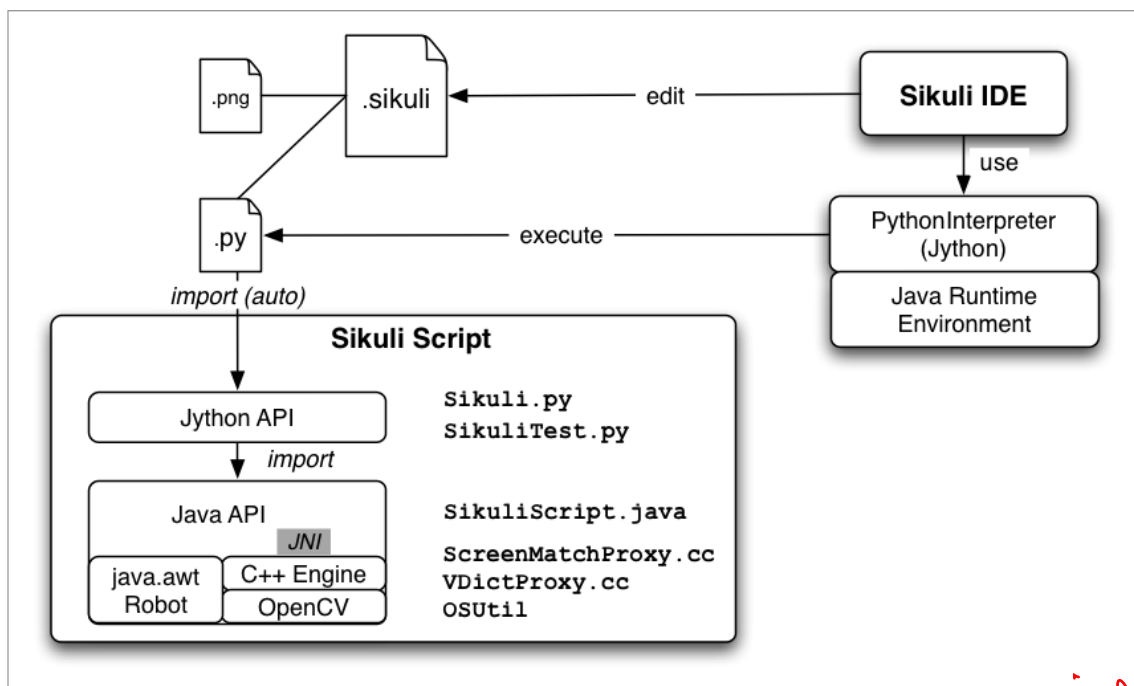 .png
.sikuli
edit
Sikuli IDE
use
.py
execute
PythonInterpreter
(Jython)
Java Runtime
Environment
import (auto)
Sikuli Script
Jython API
Sikuli.py
SikuliTest.py
import
Java API
SikuliScript.java
JNI
java.awt
Robot
C++ Engine
OpenCV
ScreenMatchProxy.cc
VDictProxy.cc
OSUtil